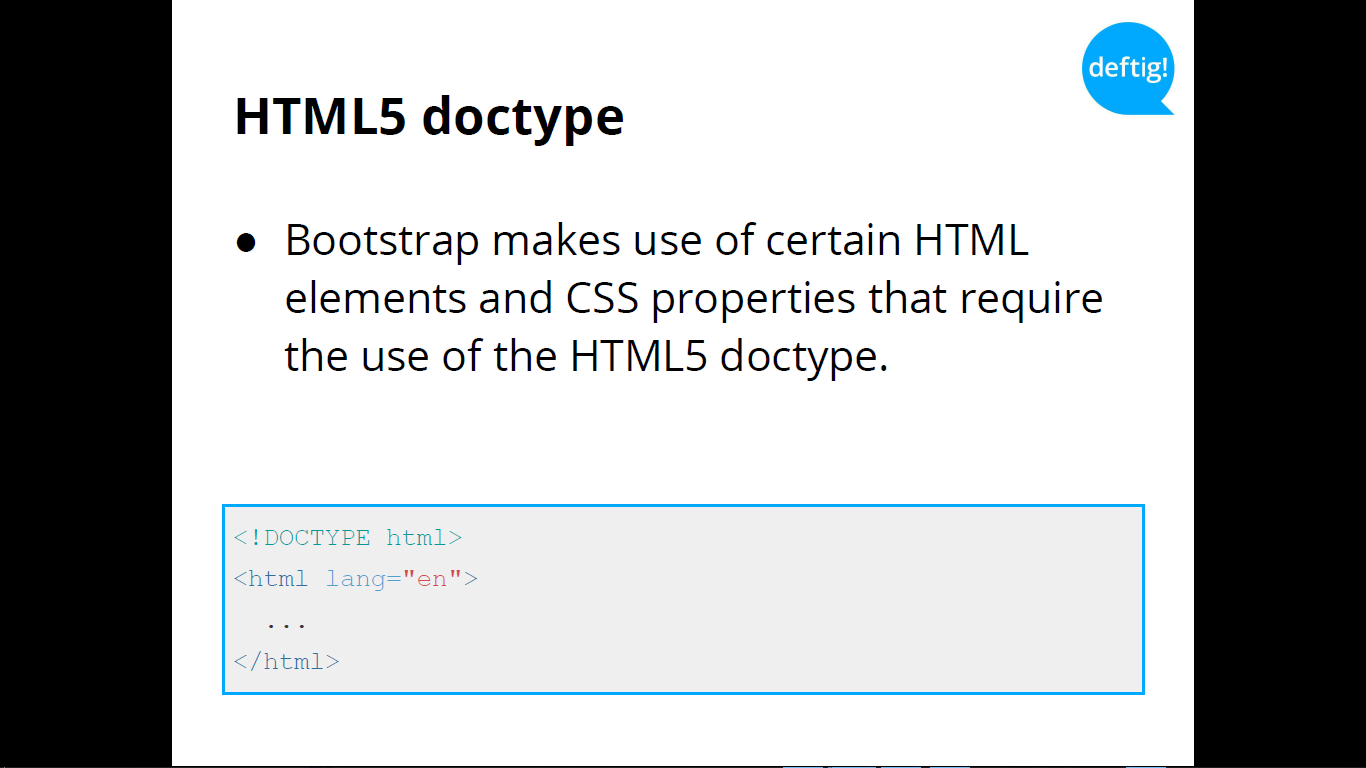 deftig!
HTML5 doctype
● Bootstrap makes use of certain HTML
elements and CSS properties that require
the use of the HTML5 doctype.
<!DOCTYPE html>
<html lang="en">
  ...
</html>